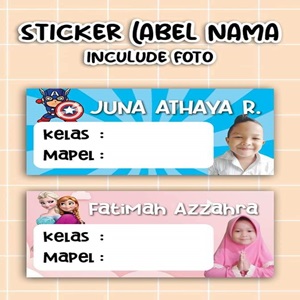 STICKER LABEL NAMA
INCULUDE FOTO
JUNA ATHAYA R.
KELAS :
MAPEL :
Fatimah Azzahra
KELAS :
MAPEL :